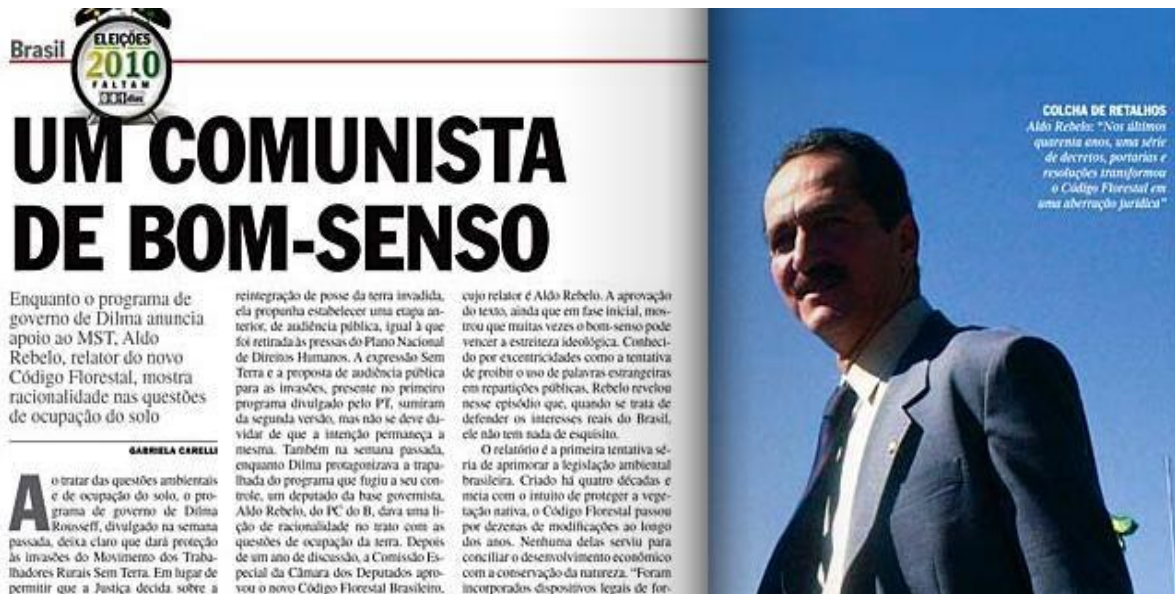 Brasil
ELEIÇÕES
2010
FALTAM
dias
UM COMUNISTA
DE BOM-SENSO
Enquanto o programa de
governo de Dilma anuncia
apoio ao MST, Aldo
Rebelo, relator do novo
Código Florestal, mostra
racionalidade nas questões
de ocupação do solo
GABRIELA CARELLI
Ao tratar das questões ambientais
e de ocupação do solo, o pro-
grama de governo de Dilma
Rousseff, divulgado na semana
passada, deixa claro que dará proteção
às invasões do Movimento dos Traba-
lhadores Rurais Sem Terra. Em lugar de
permitir que a Justiça decida sobre a
reintegração de posse da terra invadida,
ela propunha estabelecer uma etapa an-
terior, de audiência pública, igual à que
foi retirada às pressas do Plano Nacional
de Direitos Humanos. A expressão Sem
Terra e a proposta de audiência pública
para as invasões, presente no primeiro
programa divulgado pelo PT, sumiram
da segunda versão, mas não se deve du-
vidar de que a intenção permaneça a
mesma. Também na semana passada,
enquanto Dilma protagonizava a trapa-
lhada do programa que fugiu a seu con-
trole, um deputado da base governista,
Aldo Rebelo, do PC do B, dava uma li-
ção de racionalidade no trato com as
questões de ocupação da terra. Depois
de um ano de discussão, a Comissão Es-
pecial da Câmara dos Deputados apro-
vou o novo Código Florestal Brasileiro,
cujo relator é Aldo Rebelo. A aprovação
do texto, ainda que em fase inicial, mos-
trou que muitas vezes o bom-senso pode
vencer a estreiteza ideológica. Conheci-
do por excentricidades como a tentativa
de proibir o uso de palavras estrangeiras
em repartições públicas, Rebelo revelou
nesse episódio que, quando se trata de
defender os interesses reais do Brasil,
ele não tem nada de esquisito.
O relatório é a primeira tentativa sé-
ria de aprimorar a legislação ambiental
brasileira. Criado há quatro décadas e
meia com o intuito de proteger a vege-
tação nativa, o Código Florestal passou
por dezenas de modificações ao longo
dos anos. Nenhuma delas serviu para
conciliar o desenvolvimento econômico
com a conservação da natureza. "Foram
incorporados dispositivos legais de for-
COLCHA DE RETALHOS
Aldo Rebelo: "Nos últimos
quarenta anos, uma série
de decretos, portarias e
resoluções transformou
o Código Florestal em
uma aberração jurídica"